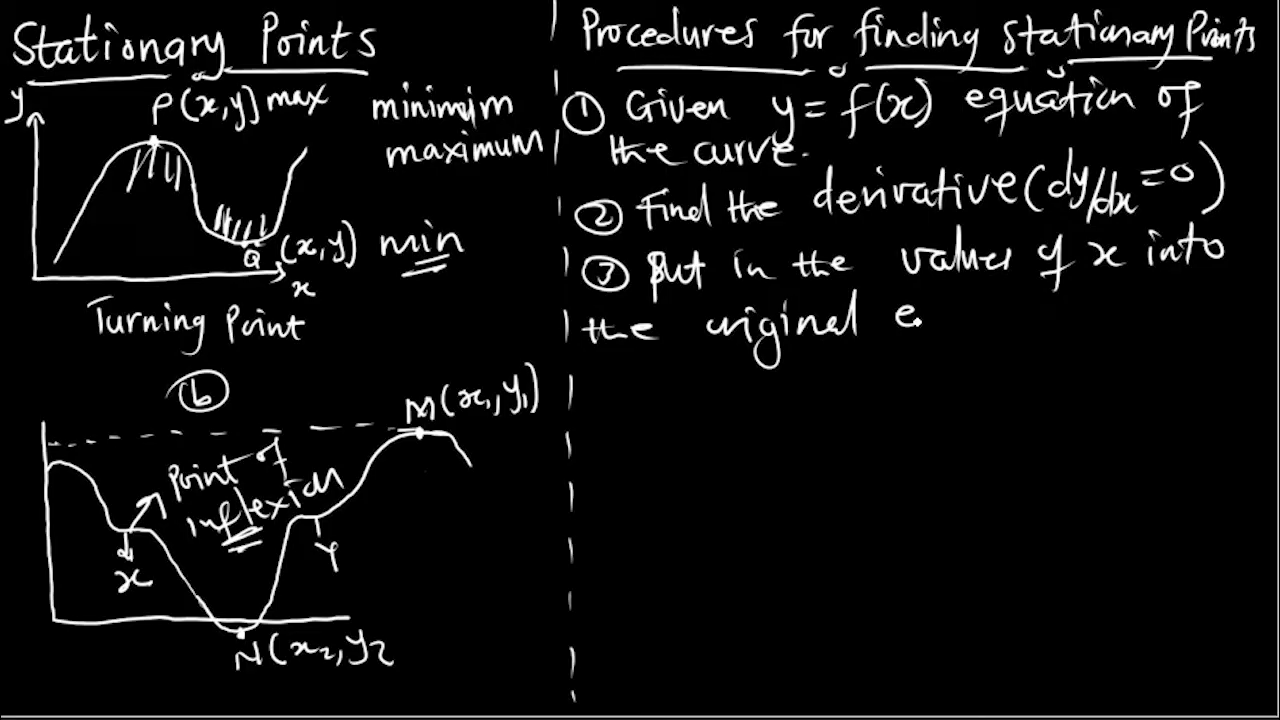 Stationary Points
y
P(x,y) max
minimum
maximum
Q (x,y) min
x
Turning Point
b
M(x1, y1)
Point of
inflexion
x
Y
N(x2, y2
Procedures for finding Stationary Points
① Given y = f(x) equation of
the curve.
② Find the derivative (dy/dx = 0)
③ Put in the values of x into
the original e